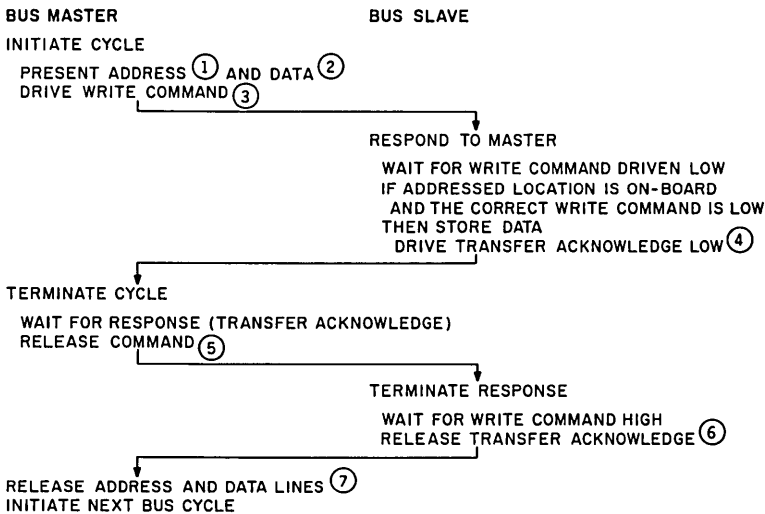 BUS MASTER BUS SLAVE
INITIATE CYCLE
PRESENT ADDRESS ① AND DATA ②
DRIVE WRITE COMMAND ③
RESPOND TO MASTER
WAIT FOR WRITE COMMAND DRIVEN LOW
IF ADDRESSED LOCATION IS ON-BOARD
AND THE CORRECT WRITE COMMAND IS LOW
THEN STORE DATA
DRIVE TRANSFER ACKNOWLEDGE LOW ④
TERMINATE CYCLE
WAIT FOR RESPONSE (TRANSFER ACKNOWLEDGE)
RELEASE COMMAND ⑤
TERMINATE RESPONSE
WAIT FOR WRITE COMMAND HIGH
RELEASE TRANSFER ACKNOWLEDGE ⑥
RELEASE ADDRESS AND DATA LINES ⑦
INITIATE NEXT BUS CYCLE